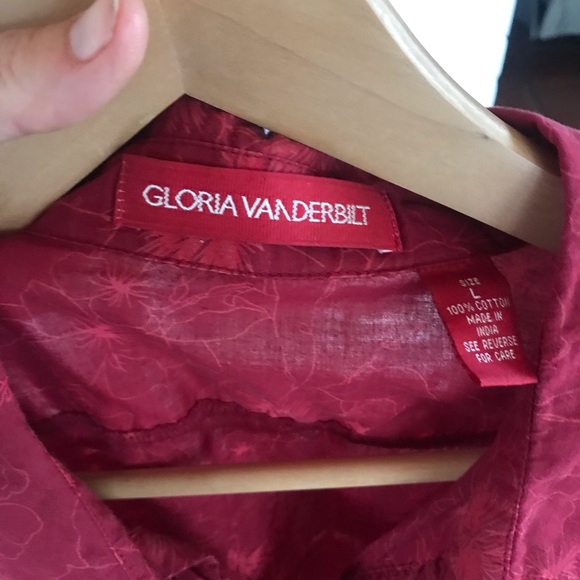 GLORIA VANDERBILT
SIZE
L
100% COTTON
MADE IN
INDIA
SEE REVERSE
FOR CARE